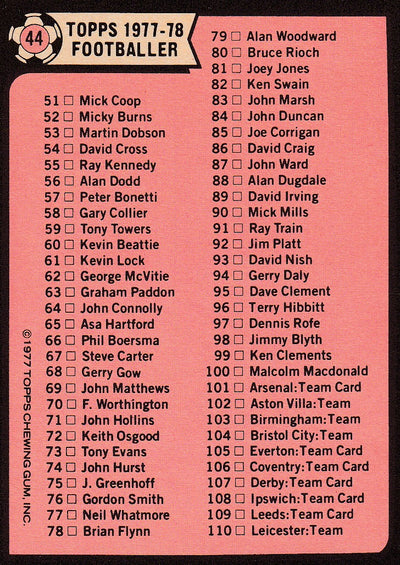 44
TOPPS 1977-78
FOOTBALLER
51 Mick Coop
52 Micky Burns
53 Martin Dobson
54 David Cross
55 Ray Kennedy
56 Alan Dodd
57 Peter Bonetti
58 Gary Collier
59 Tony Towers
60 Kevin Beattie
61 Kevin Lock
62 George McVitie
63 Graham Paddon
64 John Connolly
65 Asa Hartford
66 Phil Boersma
67 Steve Carter
68 Gerry Gow
69 John Matthews
70 F. Worthington
71 John Hollins
72 Keith Osgood
73 Tony Evans
74 John Hurst
75 J. Greenhoff
76 Gordon Smith
77 Neil Whatmore
78 Brian Flynn
79 Alan Woodward
80 Bruce Rioch
81 Joey Jones
82 Ken Swain
83 John Marsh
84 John Duncan
85 Joe Corrigan
86 David Craig
87 John Ward
88 Alan Dugdale
89 David Irving
90 Mick Mills
91 Ray Train
92 Jim Platt
93 David Nish
94 Gerry Daly
95 Dave Clement
96 Terry Hibbitt
97 Dennis Rofe
98 Jimmy Blyth
99 Ken Clements
100 Malcolm Macdonald
101 Arsenal:Team Card
102 Aston Villa:Team
103 Birmingham:Team
104 Bristol City:Team
105 Everton:Team Card
106 Coventry:Team Card
107 Derby:Team Card
108 Ipswich:Team Card
109 Leeds:Team Card
110 Leicester:Team
© 1977 TOPPS CHEWING GUM, INC.